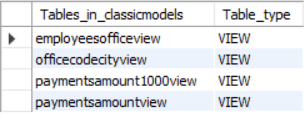 Tables_in_classicmodels Table_type
employeesofficeview VIEW
officecodecityview VIEW
paymentsamount1000view VIEW
paymentsamountview VIEW